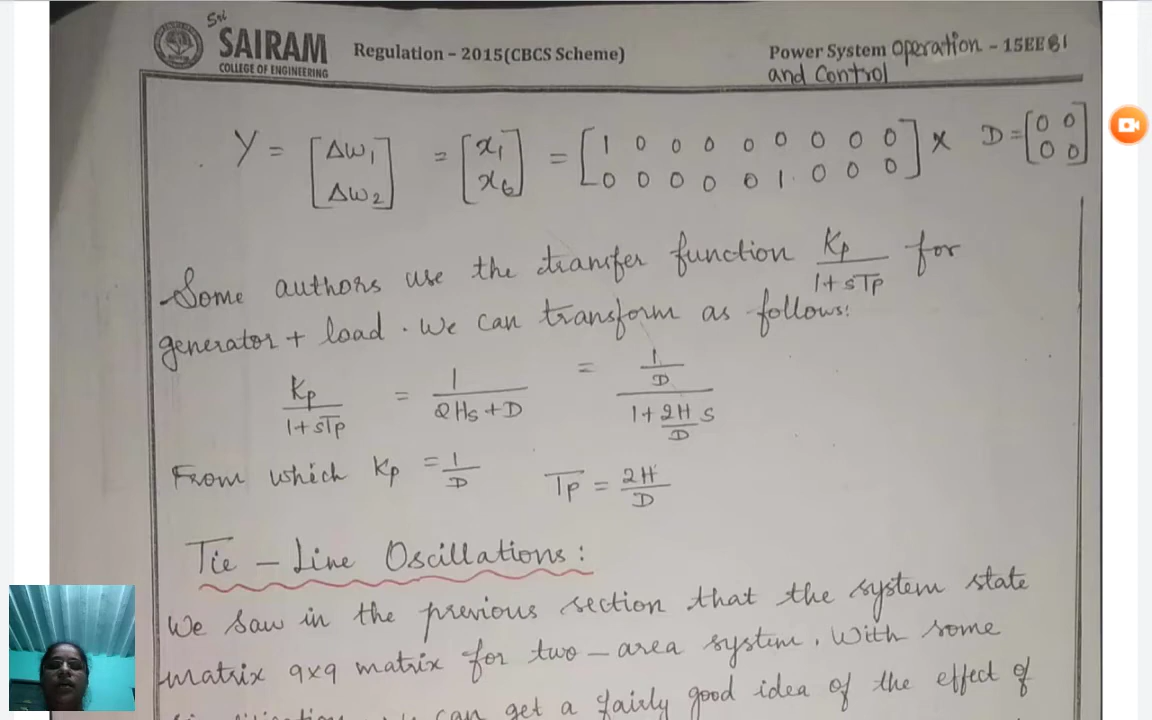 Sri
SAIRAM
COLLEGE OF ENGINEERING
Regulation – 2015(CBCS Scheme)
Power System operation - 15EE81
and Control
Y = [Δω1 Δω2] = [x1 x6] = [1 0 0 0 0 0 0 0 0 0 0 0 0 0 1 0 0 0] x D = [0 0 0 0]
Some authors use the transfer function Kp/1+sTp for
generator + load. We can transform as follows:
Kp/1+sTp = 1/2Hs+D = 1/D / 1+2H/D s
From which Kp = 1/D Tp = 2H/D
Tie - Line Oscillations:
We saw in the previous section that the system state
matrix 9x9 matrix for two - area system. With some
can get a fairly good idea of the effect of